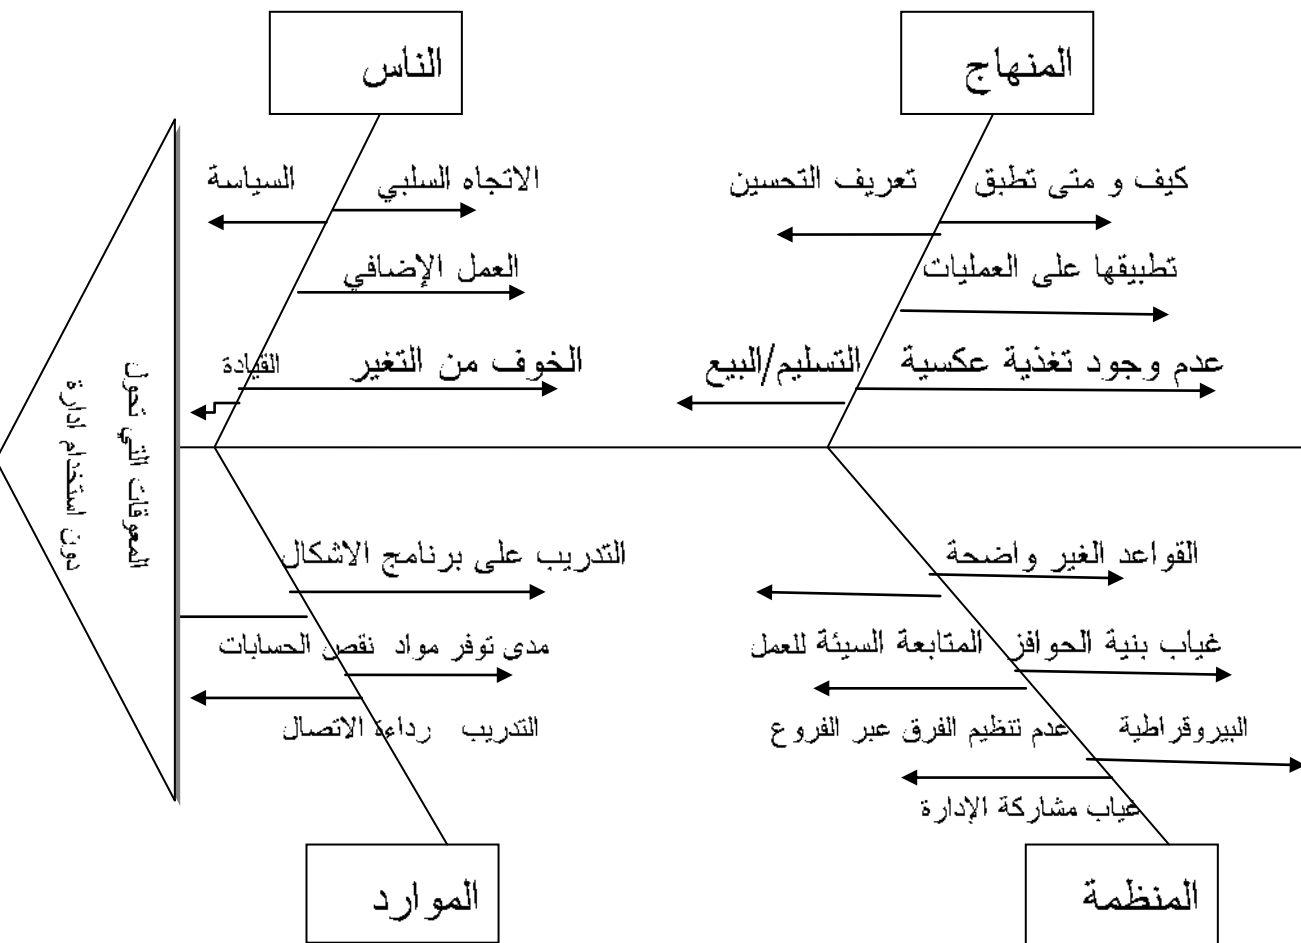 المنهاج
الناس
كيف و متى تطبق
تعريف التحسين
الاتجاه السلبي
السياسة
تطبيقها على العمليات
العمل الإضافي
عدم وجود تغذية عكسية
التسليم/البيع
الخوف من التغير
القيادة
المعوقات التي تحول
دون استخدام ادارة
القواعد الغير واضحة
التدريب على برنامج الاشكال
غياب بنية الحوافز
المتابعة السيئة للعمل
مدى توفر مواد
نقص الحسابات
البيروقراطية
عدم تنظيم الفرق عبر الفروع
التدريب
رداءة الاتصال
غياب مشاركة الإدارة
المنظمة
الموارد